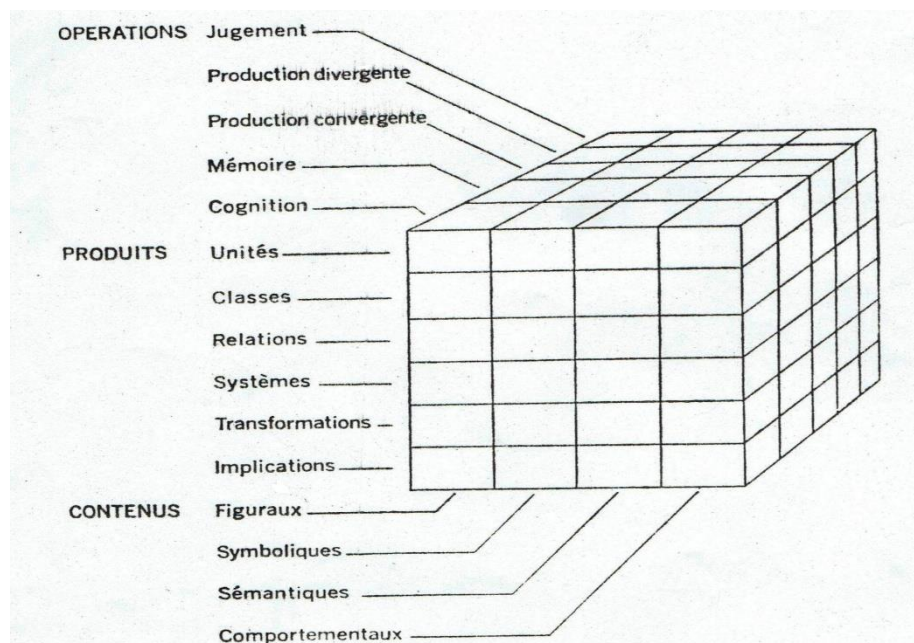 OPERATIONS Jugement
Production divergente
Production convergente
Mémoire
Cognition
PRODUITS Unités
Classes
Relations
Systèmes
Transformations
Implications
CONTENUS Figuraux
Symboliques
Sémantiques
Comportementaux